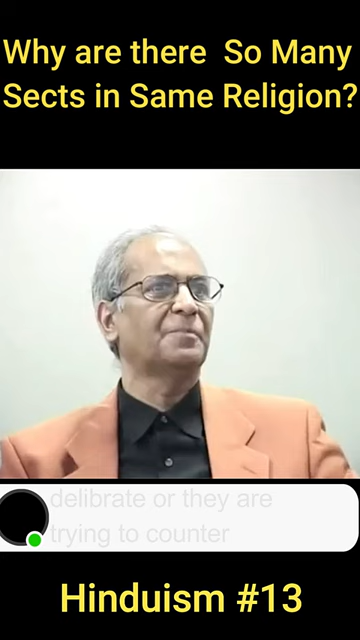 Why are there So Many
Sects in Same Religion?
delibrate or they are
trying to counter
Hinduism #13